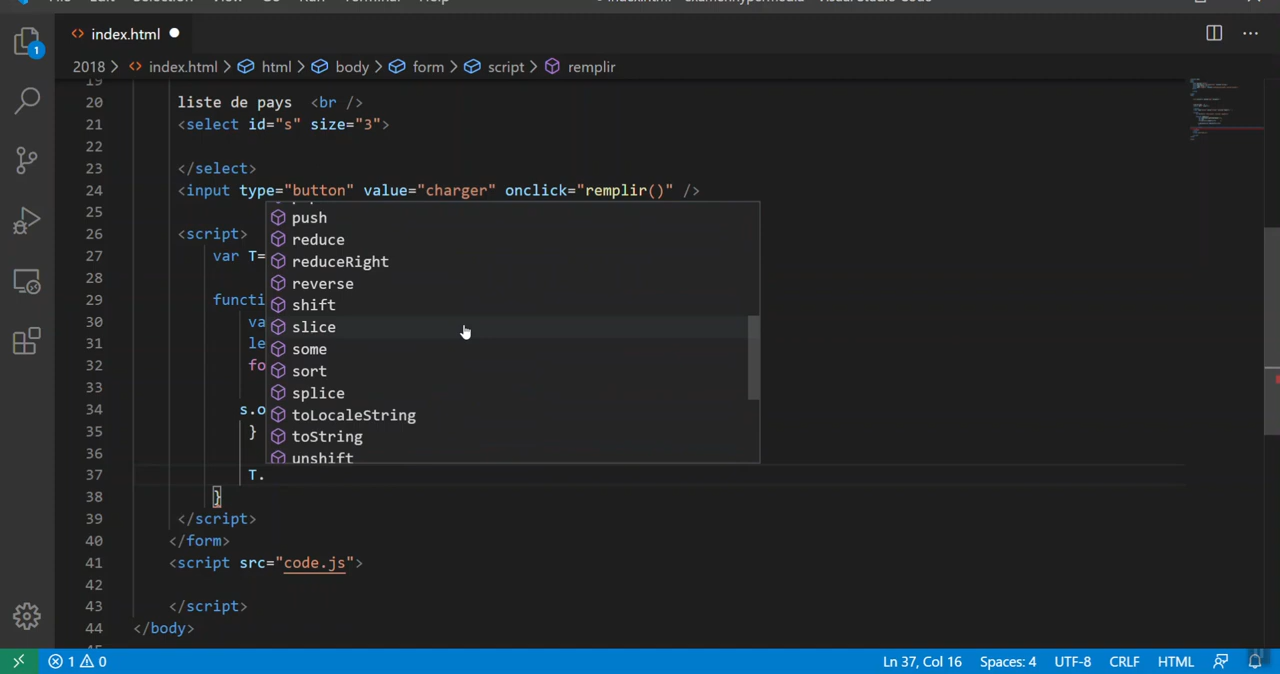 index.html
2018 > index.html > html > body > form > script > remplir
19
20 liste de pays <br />
21 <select id="s" size="3">
22
23 </select>
24 <input type="button" value="charger" onclick="remplir()" />
25
26 <script>
27 var T=
28
29 functi
30 va
31 le
32 fo
33
34 s.o
35 }
36
37 T.
38 }
39 </script>
40 </form>
41 <script src="code.js">
42
43 </script>
44 </body>
push
reduce
reduceRight
reverse
shift
slice
some
sort
splice
toLocaleString
toString
unshift
1
1 0 Ln 37, Col 16 Spaces: 4 UTF-8 CRLF HTML